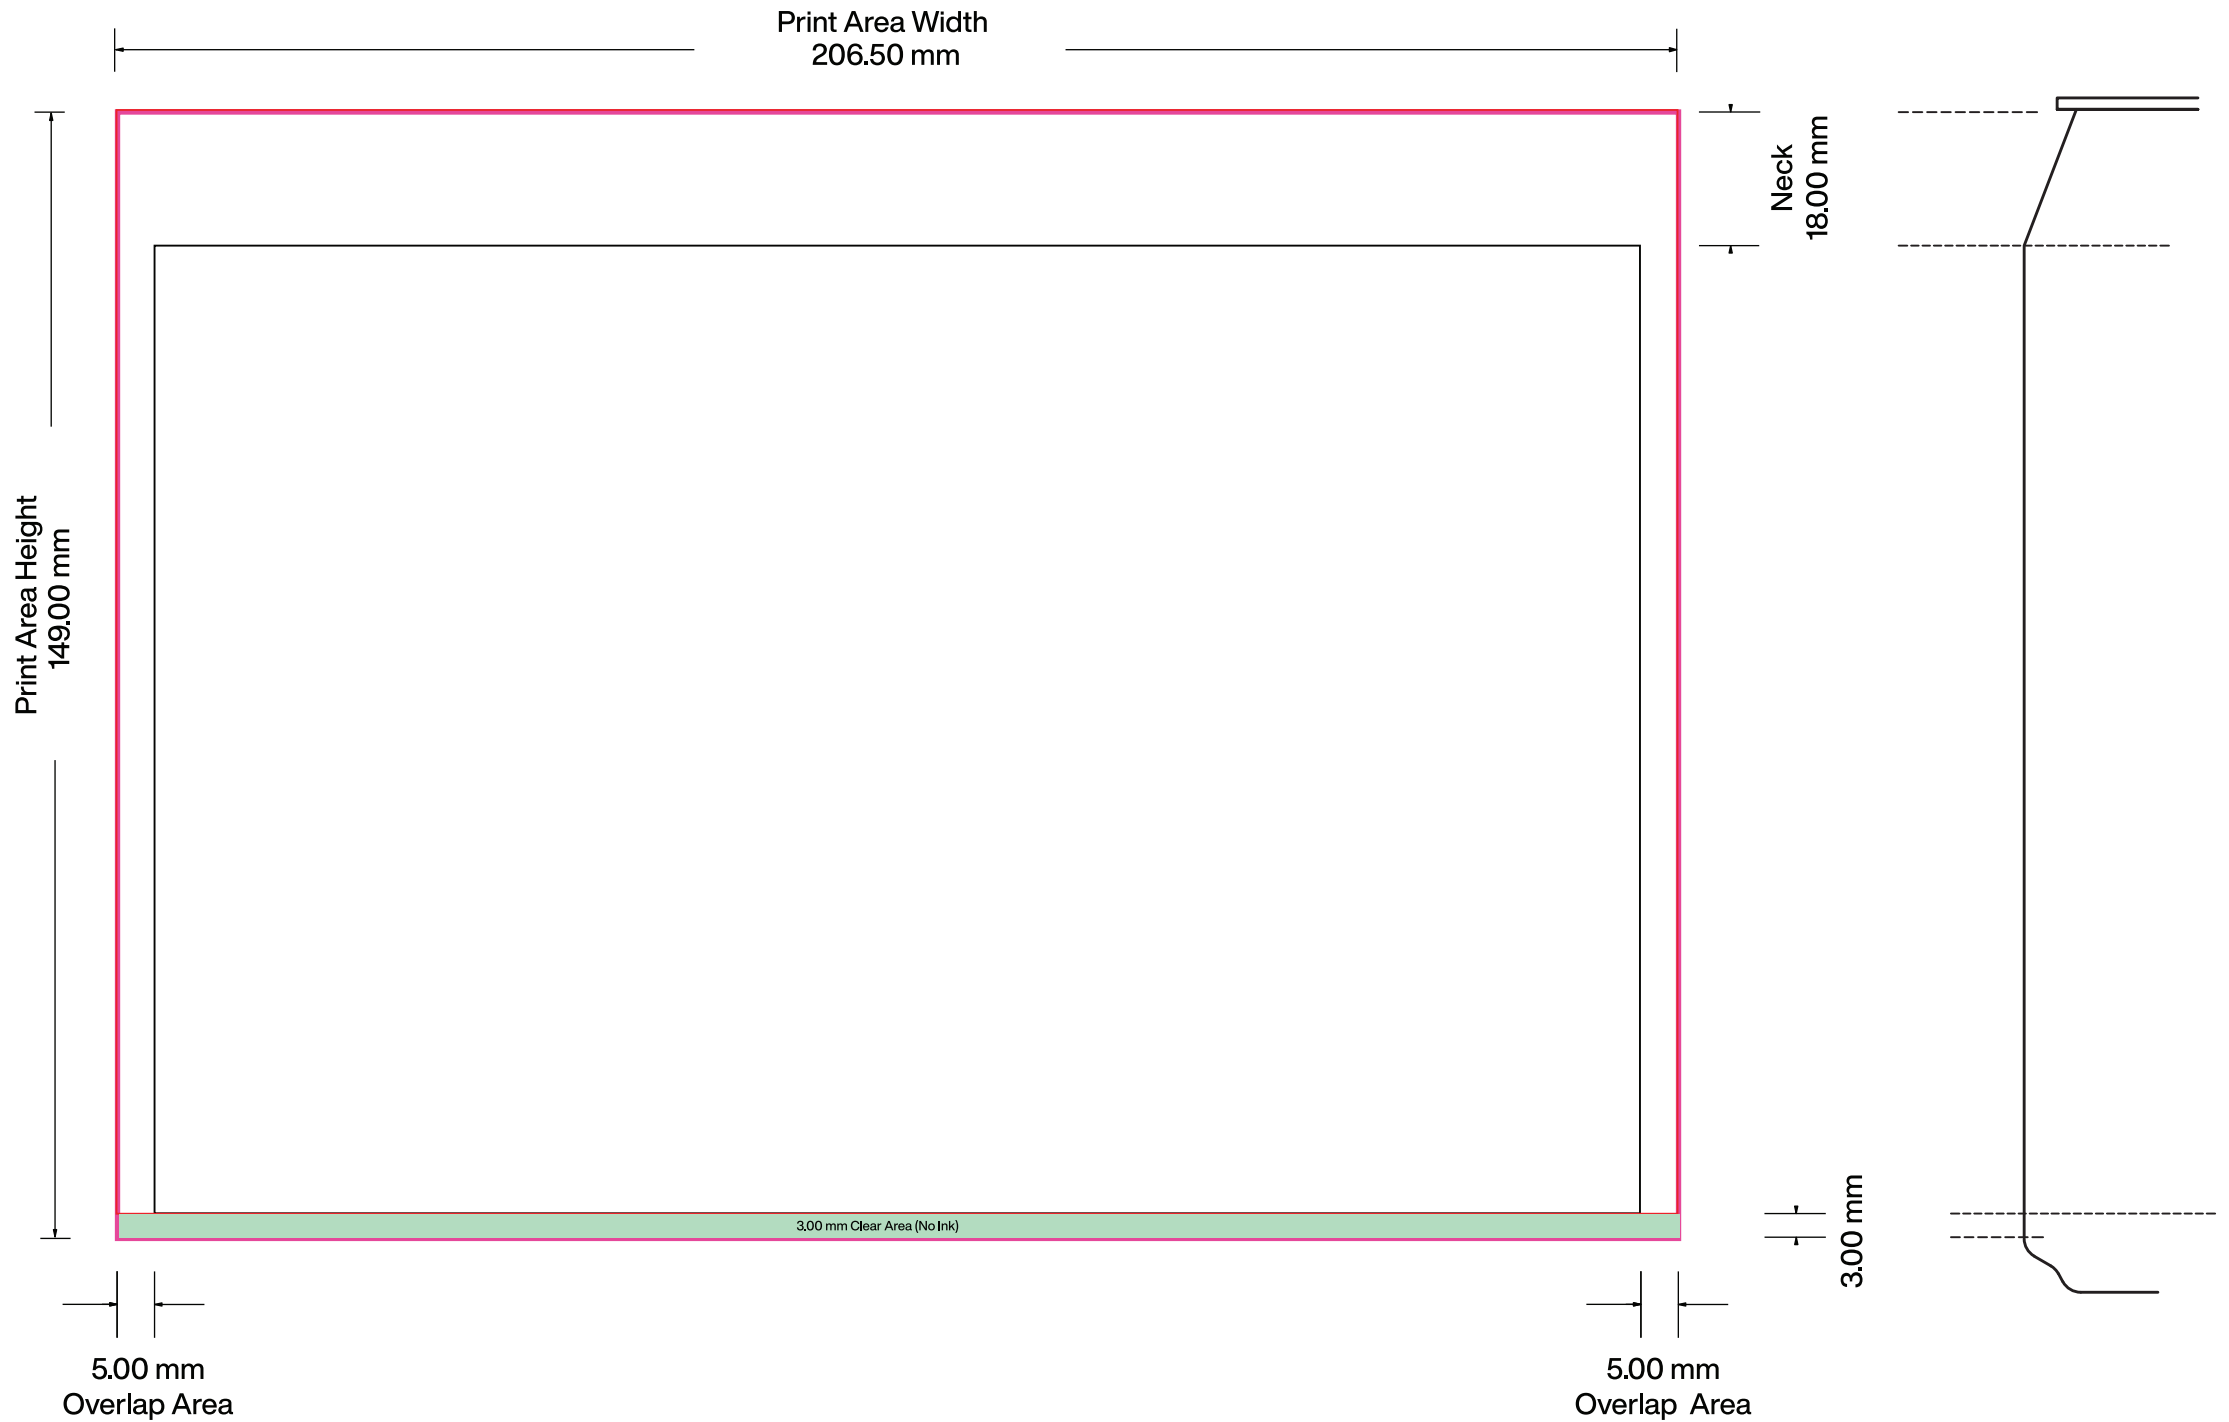 Print Area Width
206.50 mm
Neck
18.00 mm
Print Area Height
149.00 mm
3.00 mm Clear Area (No Ink)
3.00 mm
5.00 mm
Overlap Area
5.00 mm
Overlap Area